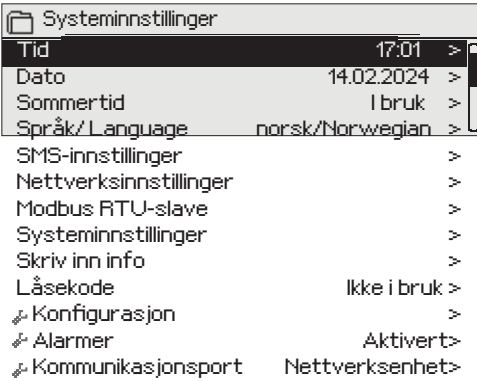 Systeminnstillinger
Tid 17:01 >
Dato 14.02.2024 >
Sommertid I bruk >
Språk/ Language norsk/Norwegian >
SMS-innstillinger >
Nettverksinnstillinger >
Modbus RTU-slave >
Systeminnstillinger >
Skriv inn info >
Låsekode Ikke i bruk >
Konfigurasjon >
Alarmer Aktivert>
Kommunikasjonsport Nettverksenhet>